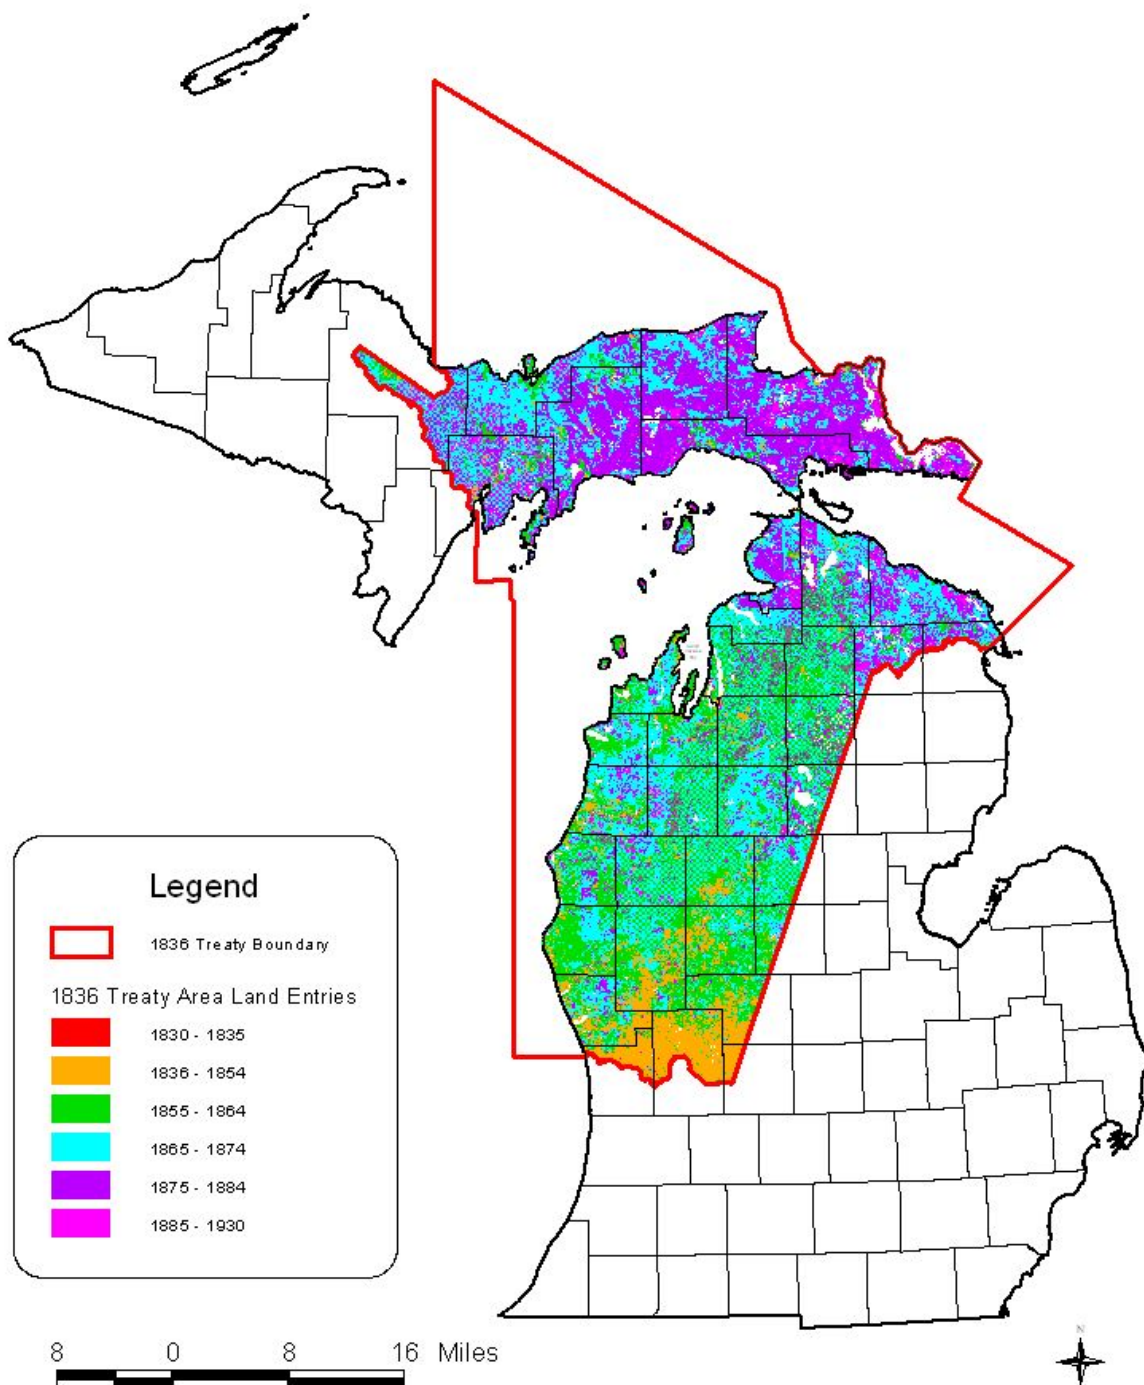 Legend
1836 Treaty Boundary
1836 Treaty Area Land Entries
1830 - 1835
1836 - 1854
1855 - 1864
1865 - 1874
1875 - 1884
1885 - 1930
8 0 8 16 Miles
N